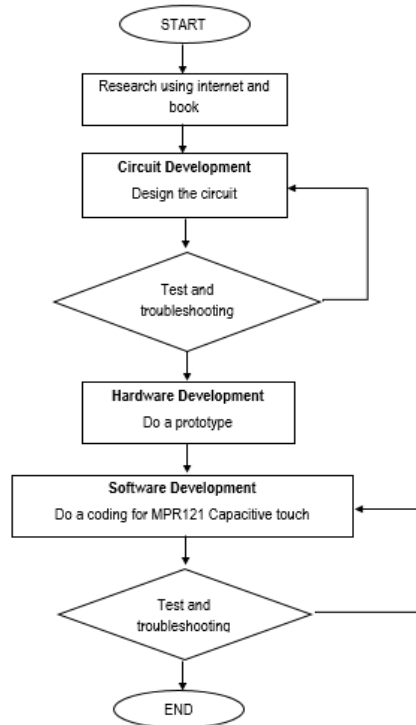 START
Research using internet and
book
Circuit Development
Design the circuit
Test and
troubleshooting
Hardware Development
Do a prototype
Software Development
Do a coding for MPR121 Capacitive touch
Test and
troubleshooting
END